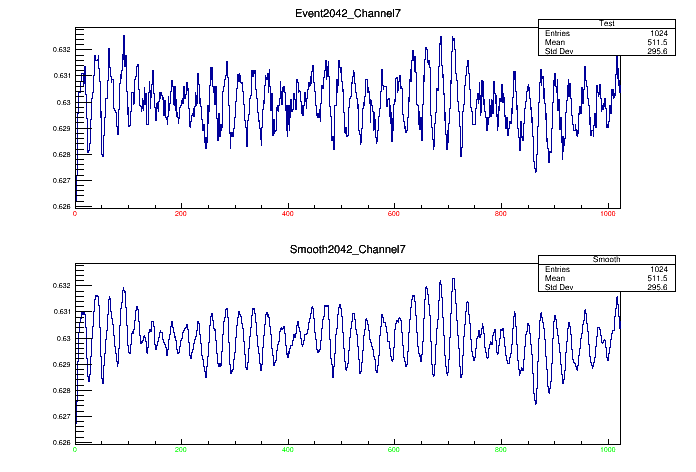 Event2042_Channel7
Test
Entries 1024
Mean 511.5
Std Dev 295.6
0.632
0.631
0.63
0.629
0.628
0.627
0.626
0 200 400 600 800 1000
Smooth2042_Channel7
Smooth
Entries 1024
Mean 511.5
Std Dev 295.6
0.632
0.631
0.63
0.629
0.628
0.627
0.626
0 200 400 600 800 1000